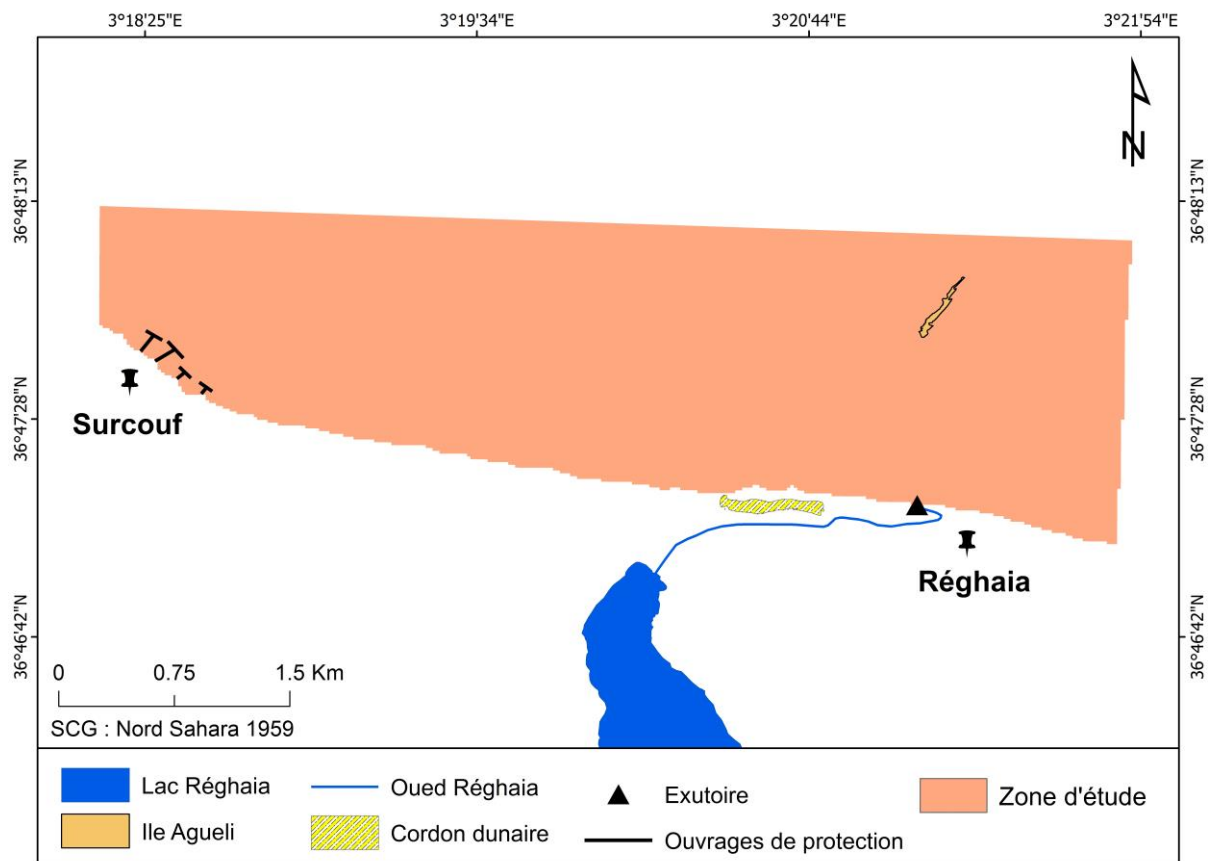 3°18'25"E 3°19'34"E 3°20'44"E 3°21'54"E
N
36°48'13"N 36°48'13"N
36°47'28"N 36°47'28"N
Surcouf
Réghaia
36°46'42"N 36°46'42"N
0 0.75 1.5 Km
SCG : Nord Sahara 1959
Lac Réghaia Oued Réghaia Exutoire Zone d'étude
Ile Agueli Cordon dunaire Ouvrages de protection